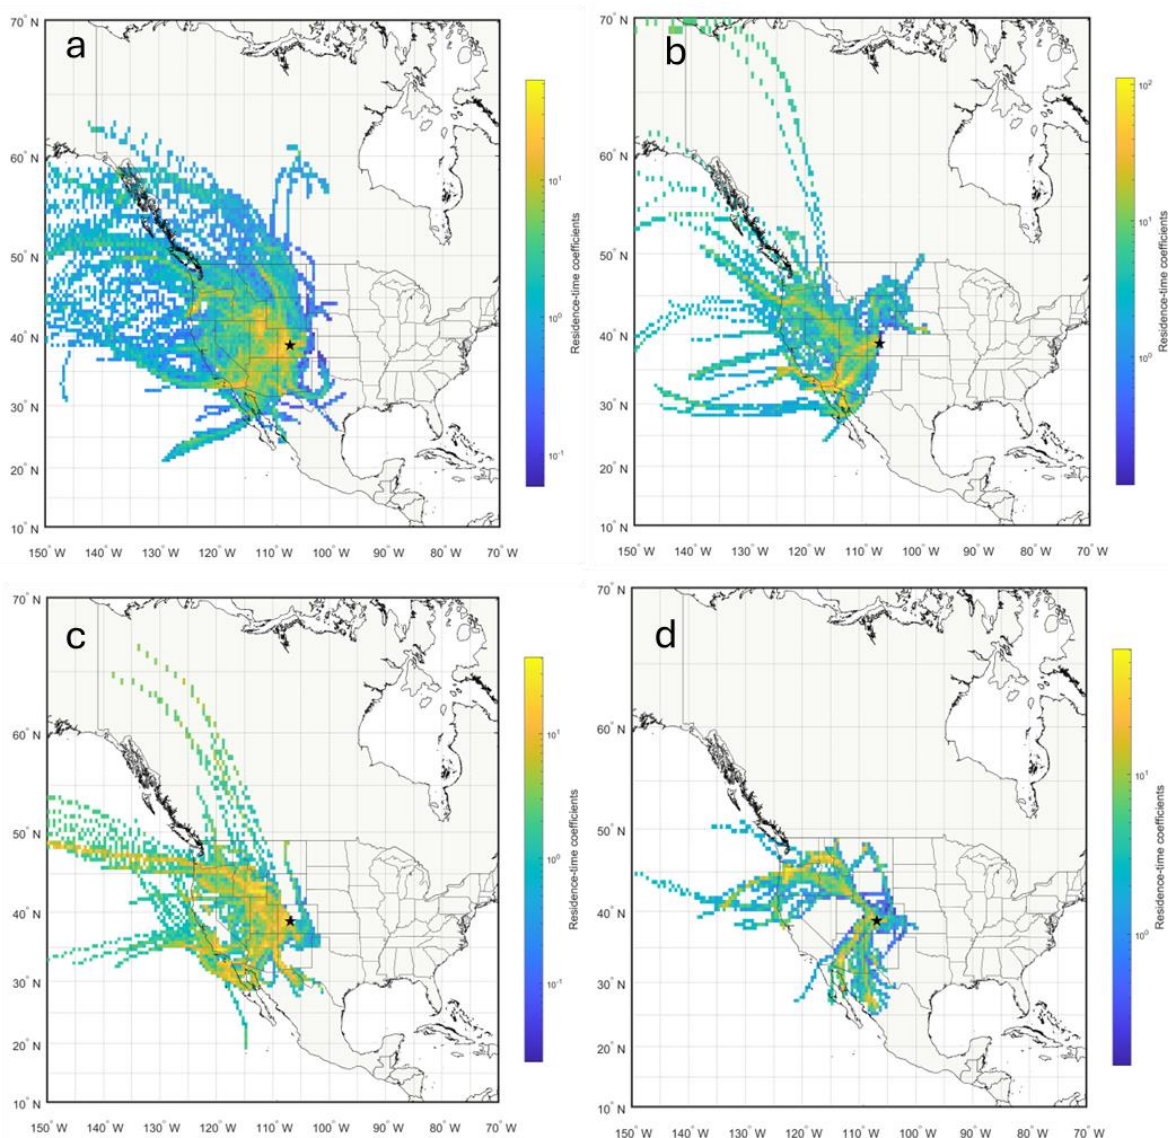 a
70° N
60° N
50° N
40° N
30° N
20° N
10° N
150° W 140° W 130° W 120° W 110° W 100° W 90° W 80° W 70° W
10¹
10⁰
10⁻¹
Residence-time coefficients
b
70° N
60° N
50° N
40° N
30° N
20° N
10° N
150° W 140° W 130° W 120° W 110° W 100° W 90° W 80° W 70° W
10²
10¹
10⁰
Residence-time coefficients
c
70° N
60° N
50° N
40° N
30° N
20° N
10° N
150° W 140° W 130° W 120° W 110° W 100° W 90° W 80° W 70° W
10¹
10⁰
10⁻¹
Residence-time coefficients
d
70° N
60° N
50° N
40° N
30° N
20° N
10° N
150° W 140° W 130° W 120° W 110° W 100° W 90° W 80° W 70° W
10¹
10⁰
Residence-time coefficients